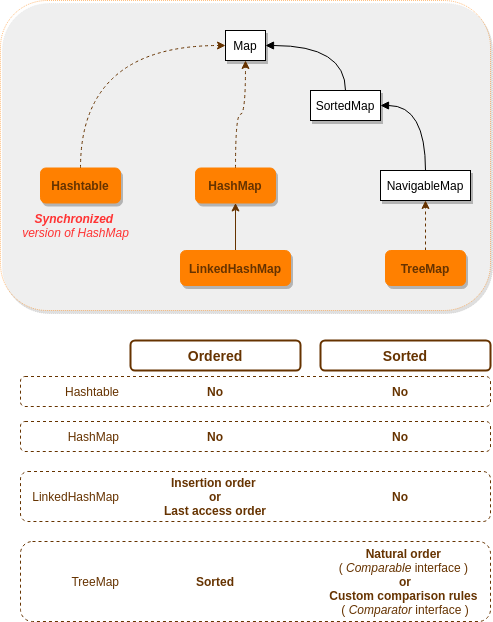 Map
SortedMap
Hashtable
HashMap
NavigableMap
Synchronized
version of HashMap
LinkedHashMap
TreeMap
Ordered
Sorted
Hashtable
No
No
HashMap
No
No
LinkedHashMap
Insertion order
or
Last access order
No
TreeMap
Sorted
Natural order
( Comparable interface )
or
Custom comparison rules
( Comparator interface )